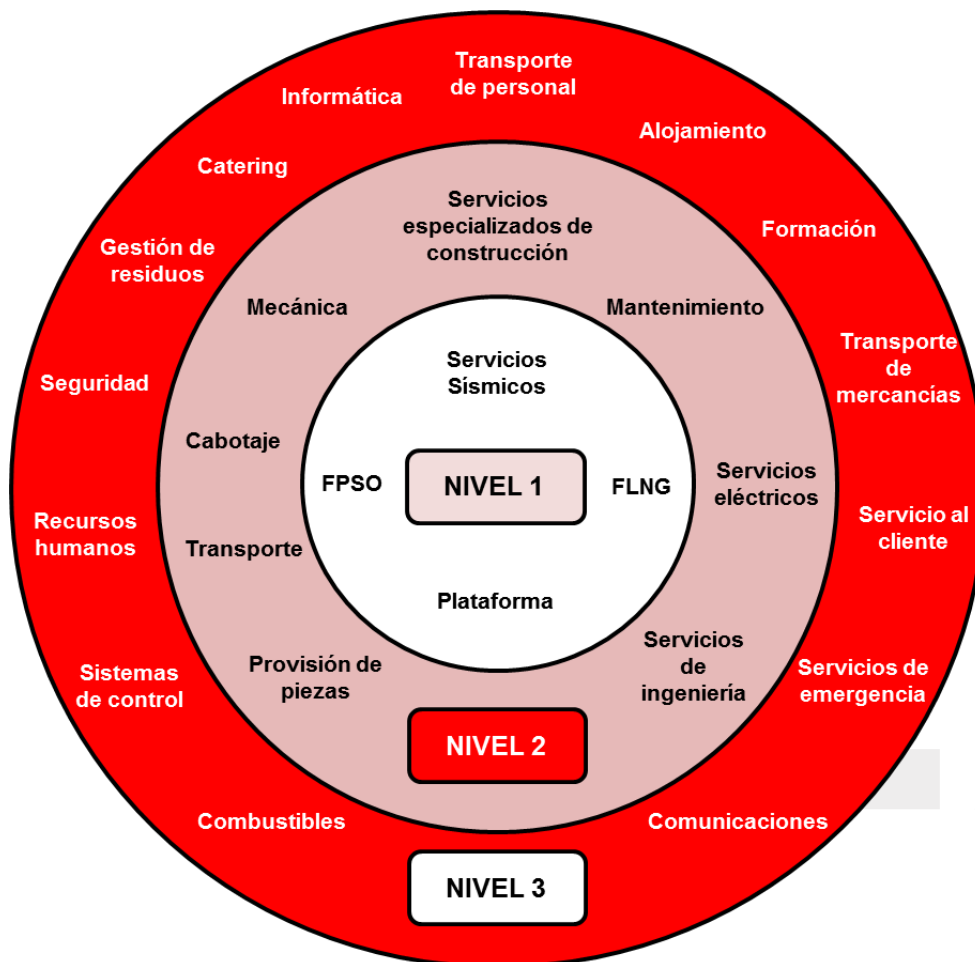 Transporte
de personal
Informática
Alojamiento
Catering
Formación
Gestión de
residuos
Transporte
de
mercancías
Seguridad
Servicio al
cliente
Recursos
humanos
Servicios de
emergencia
Sistemas
de control
Combustibles
Comunicaciones
NIVEL 3
Servicios
especializados de
construcción
Mecánica
Mantenimiento
Cabotaje
Servicios
eléctricos
Transporte
Servicios
de
ingeniería
Provisión de
piezas
NIVEL 2
Servicios
Sísmicos
FPSO
NIVEL 1
FLNG
Plataforma